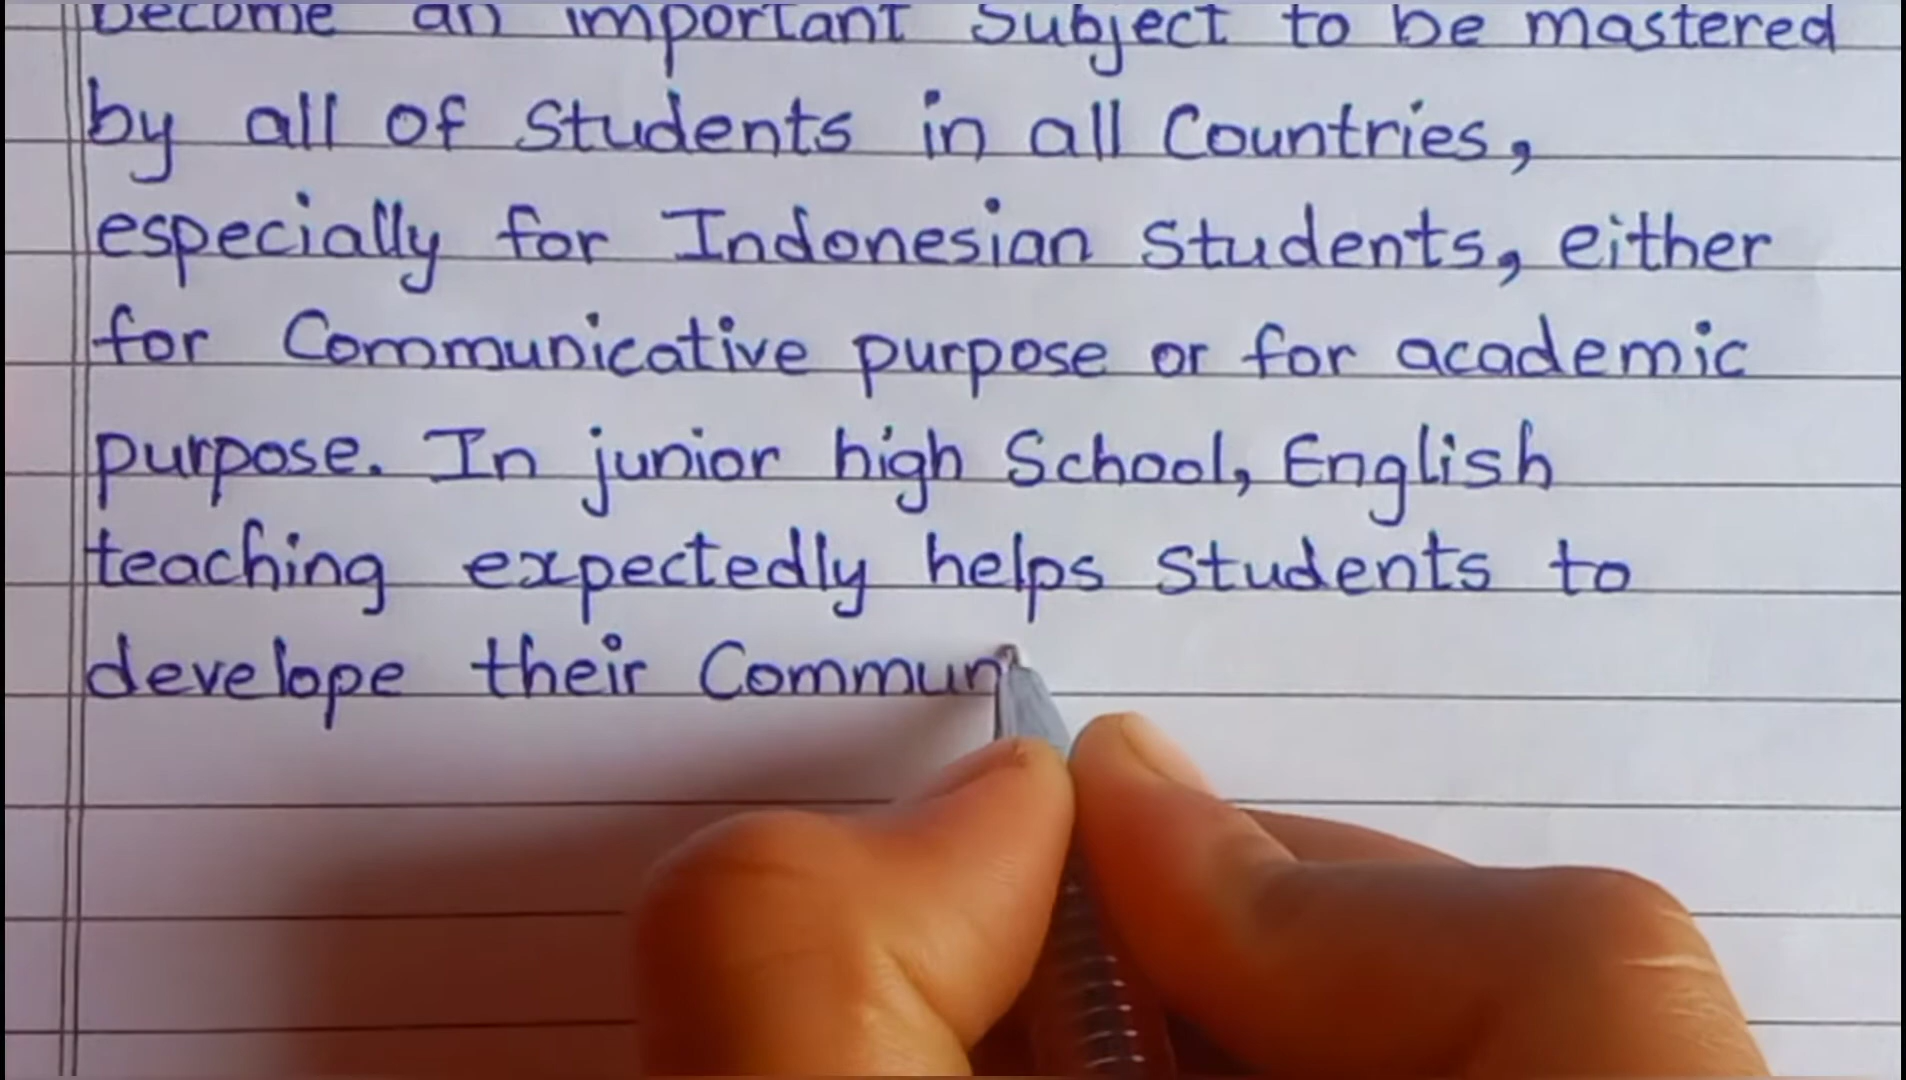 become an important Subject to be mastered
by all of Students in all Countries,
especially for Indonesian Students, either
for Communicative purpose or for academic
purpose. In junior high School, English
teaching expectedly helps Students to
develope their Commun